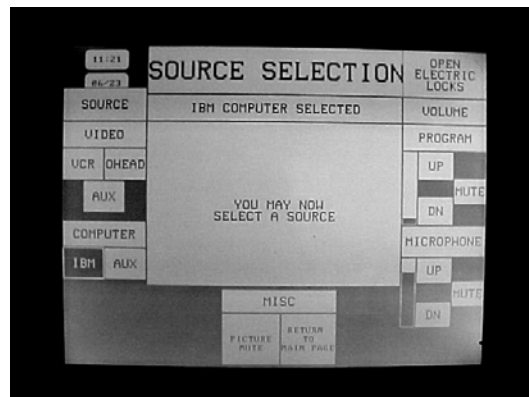 11:21
06/23
SOURCE SELECTION
OPEN
ELECTRIC
LOCKS
SOURCE
IBM COMPUTER SELECTED
VOLUME
VIDEO
PROGRAM
VCR
OHEAD
UP
AUX
MUTE
DN
YOU MAY NOW
SELECT A SOURCE
COMPUTER
MICROPHONE
IBM
AUX
UP
MUTE
DN
MISC
PICTURE
MUTE
RETURN
TO
MAIN PAGE